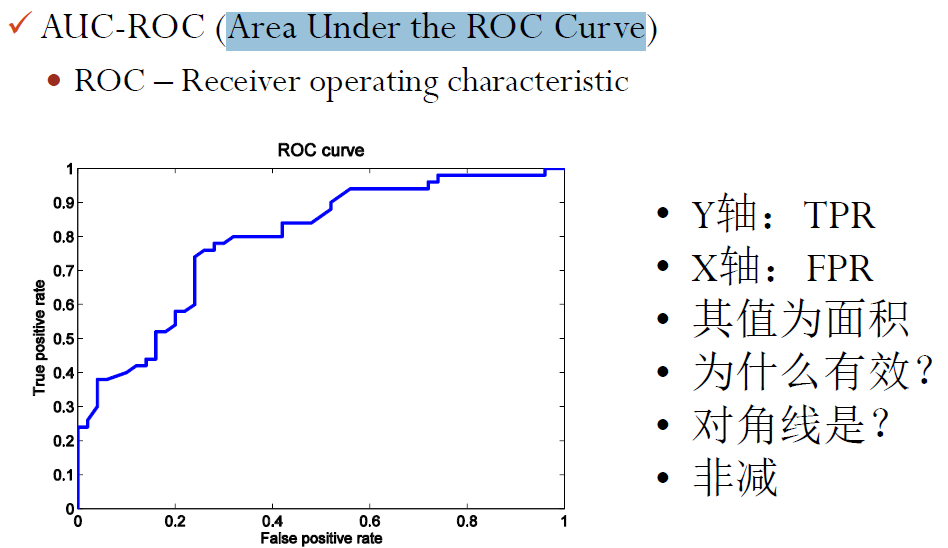 ✓ AUC-ROC (Area Under the ROC Curve)
• ROC – Receiver operating characteristic
ROC curve
1
0.9
0.8
0.7
0.6
0.5
0.4
0.3
0.2
0.1
0
True positive rate
0 0.2 0.4 0.6 0.8 1
False positive rate
• Y轴：TPR
• X轴：FPR
• 其值为面积
• 为什么有效？
• 对角线是？
• 非减